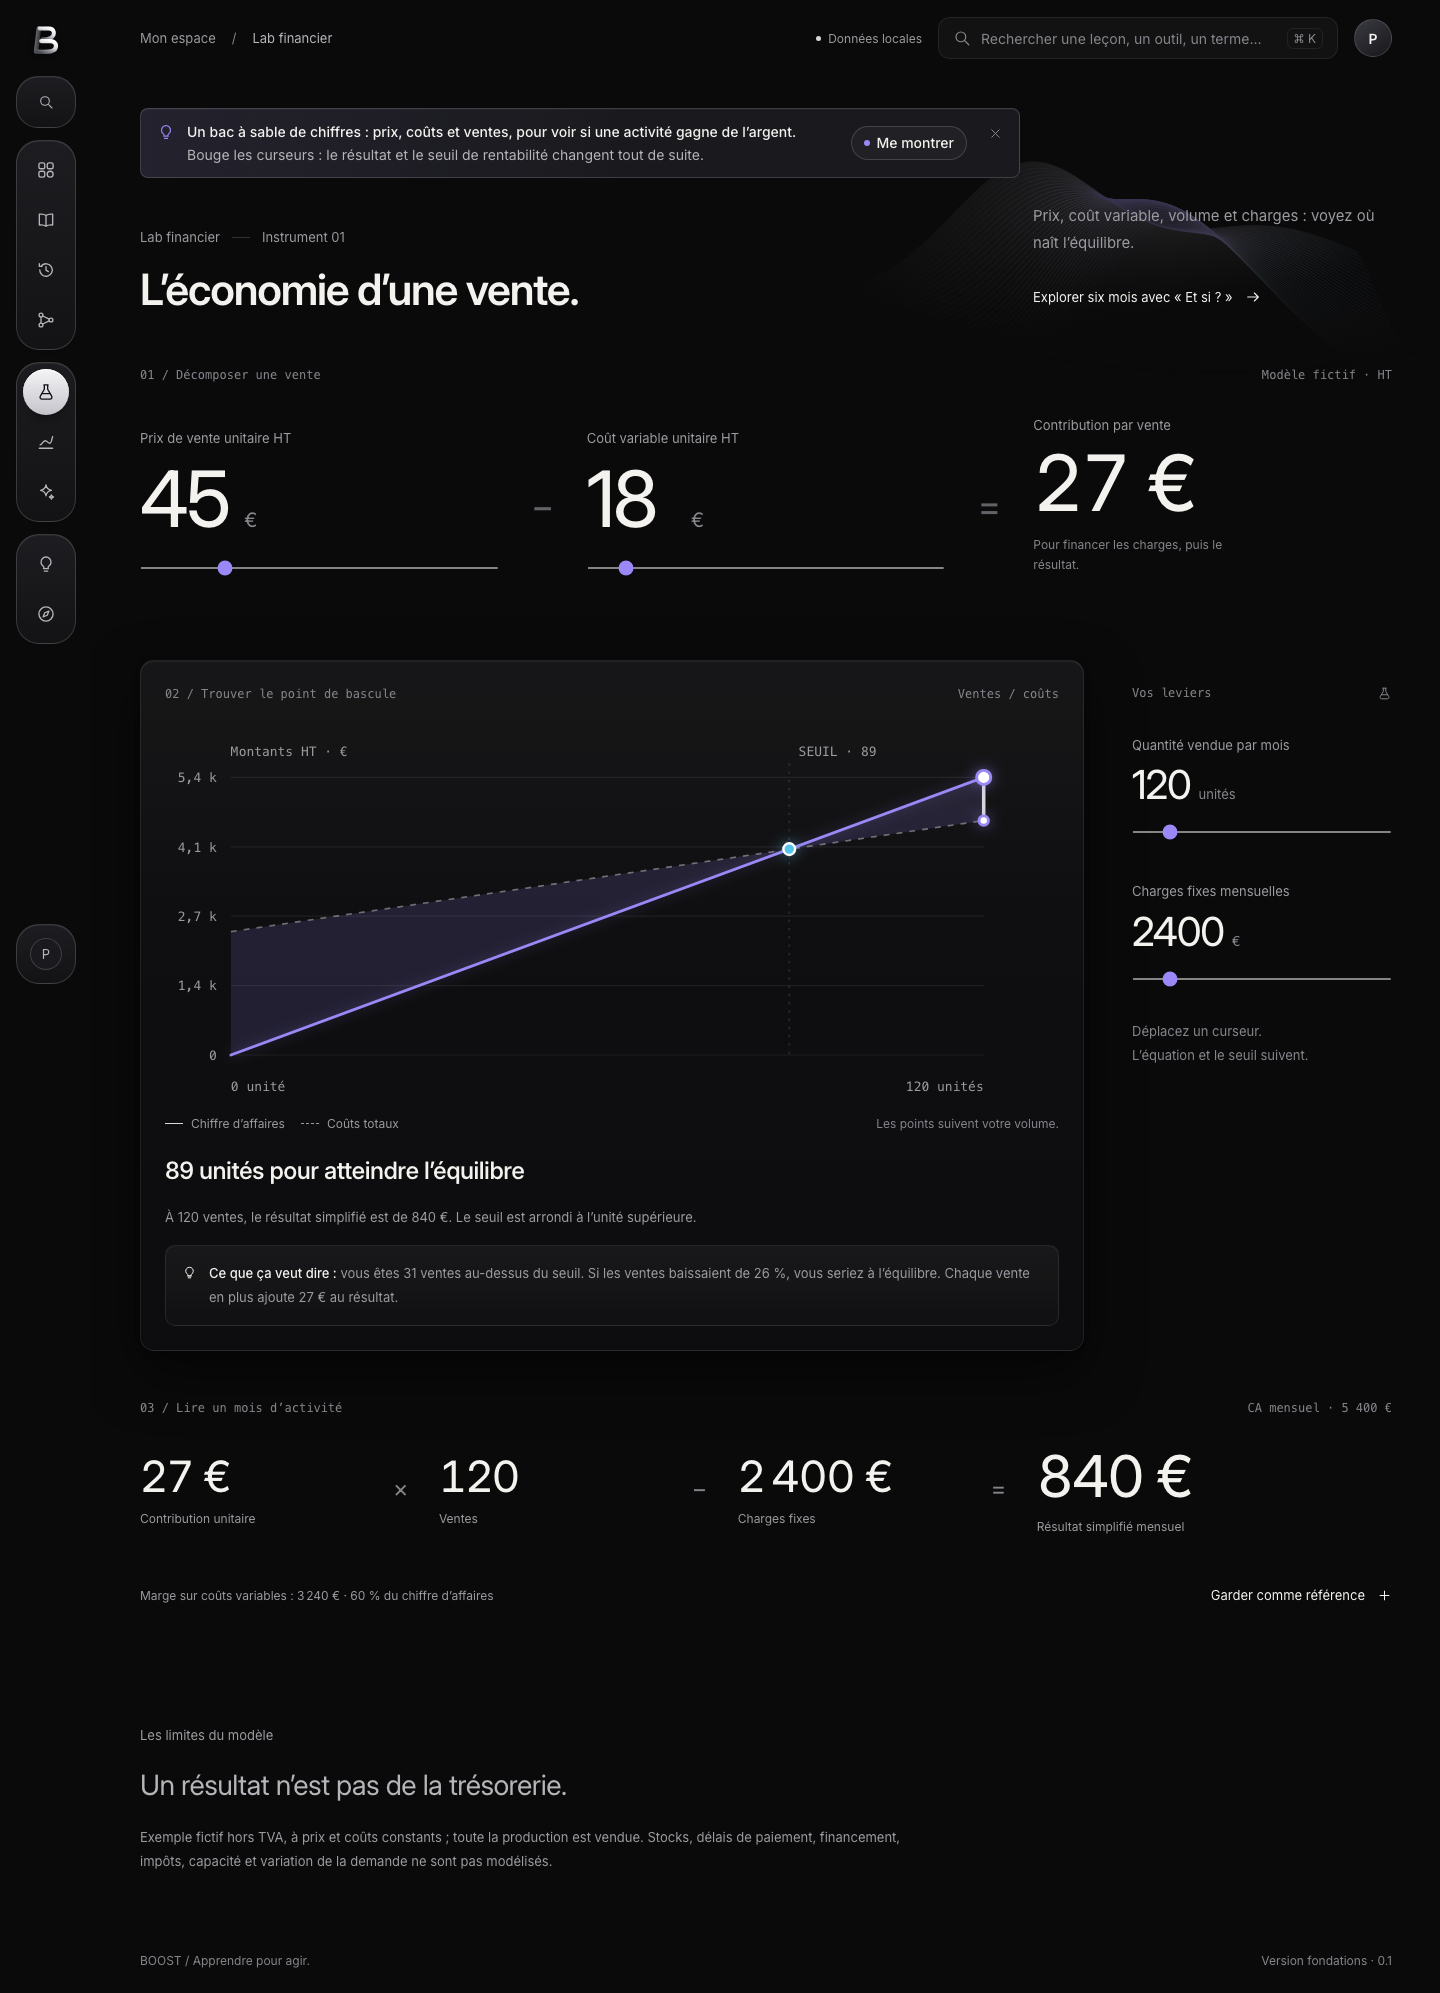 B
Mon espace / Lab financier
Données locales
Rechercher une leçon, un outil, un terme...
⌘ K
P
Un bac à sable de chiffres : prix, coûts et ventes, pour voir si une activité gagne de l’argent.
Bouge les curseurs : le résultat et le seuil de rentabilité changent tout de suite.
Me montrer
Lab financier — Instrument 01
L’économie d’une vente.
Prix, coût variable, volume et charges : voyez où
naît l’équilibre.
Explorer six mois avec « Et si ? » →
01 / Décomposer une vente
Modèle fictif · HT
Prix de vente unitaire HT
45 €
−
Coût variable unitaire HT
18 €
=
Contribution par vente
27 €
Pour financer les charges, puis le
résultat.
02 / Trouver le point de bascule
Ventes / coûts
Montants HT · €
SEUIL · 89
5,4 k
4,1 k
2,7 k
1,4 k
0
0 unité
120 unités
Chiffre d’affaires
Coûts totaux
Les points suivent votre volume.
89 unités pour atteindre l’équilibre
À 120 ventes, le résultat simplifié est de 840 €. Le seuil est arrondi à l’unité supérieure.
Ce que ça veut dire : vous êtes 31 ventes au-dessus du seuil. Si les ventes baissaient de 26 %, vous seriez à l’équilibre. Chaque vente
en plus ajoute 27 € au résultat.
Vos leviers
Quantité vendue par mois
120 unités
Charges fixes mensuelles
2400 €
Déplacez un curseur.
L’équation et le seuil suivent.
P
03 / Lire un mois d’activité
CA mensuel · 5 400 €
27 €
Contribution unitaire
×
120
Ventes
−
2 400 €
Charges fixes
=
840 €
Résultat simplifié mensuel
Marge sur coûts variables : 3 240 € · 60 % du chiffre d’affaires
Garder comme référence +
Les limites du modèle
Un résultat n’est pas de la trésorerie.
Exemple fictif hors TVA, à prix et coûts constants ; toute la production est vendue. Stocks, délais de paiement, financement,
impôts, capacité et variation de la demande ne sont pas modélisés.
BOOST / Apprendre pour agir.
Version fondations · 0.1